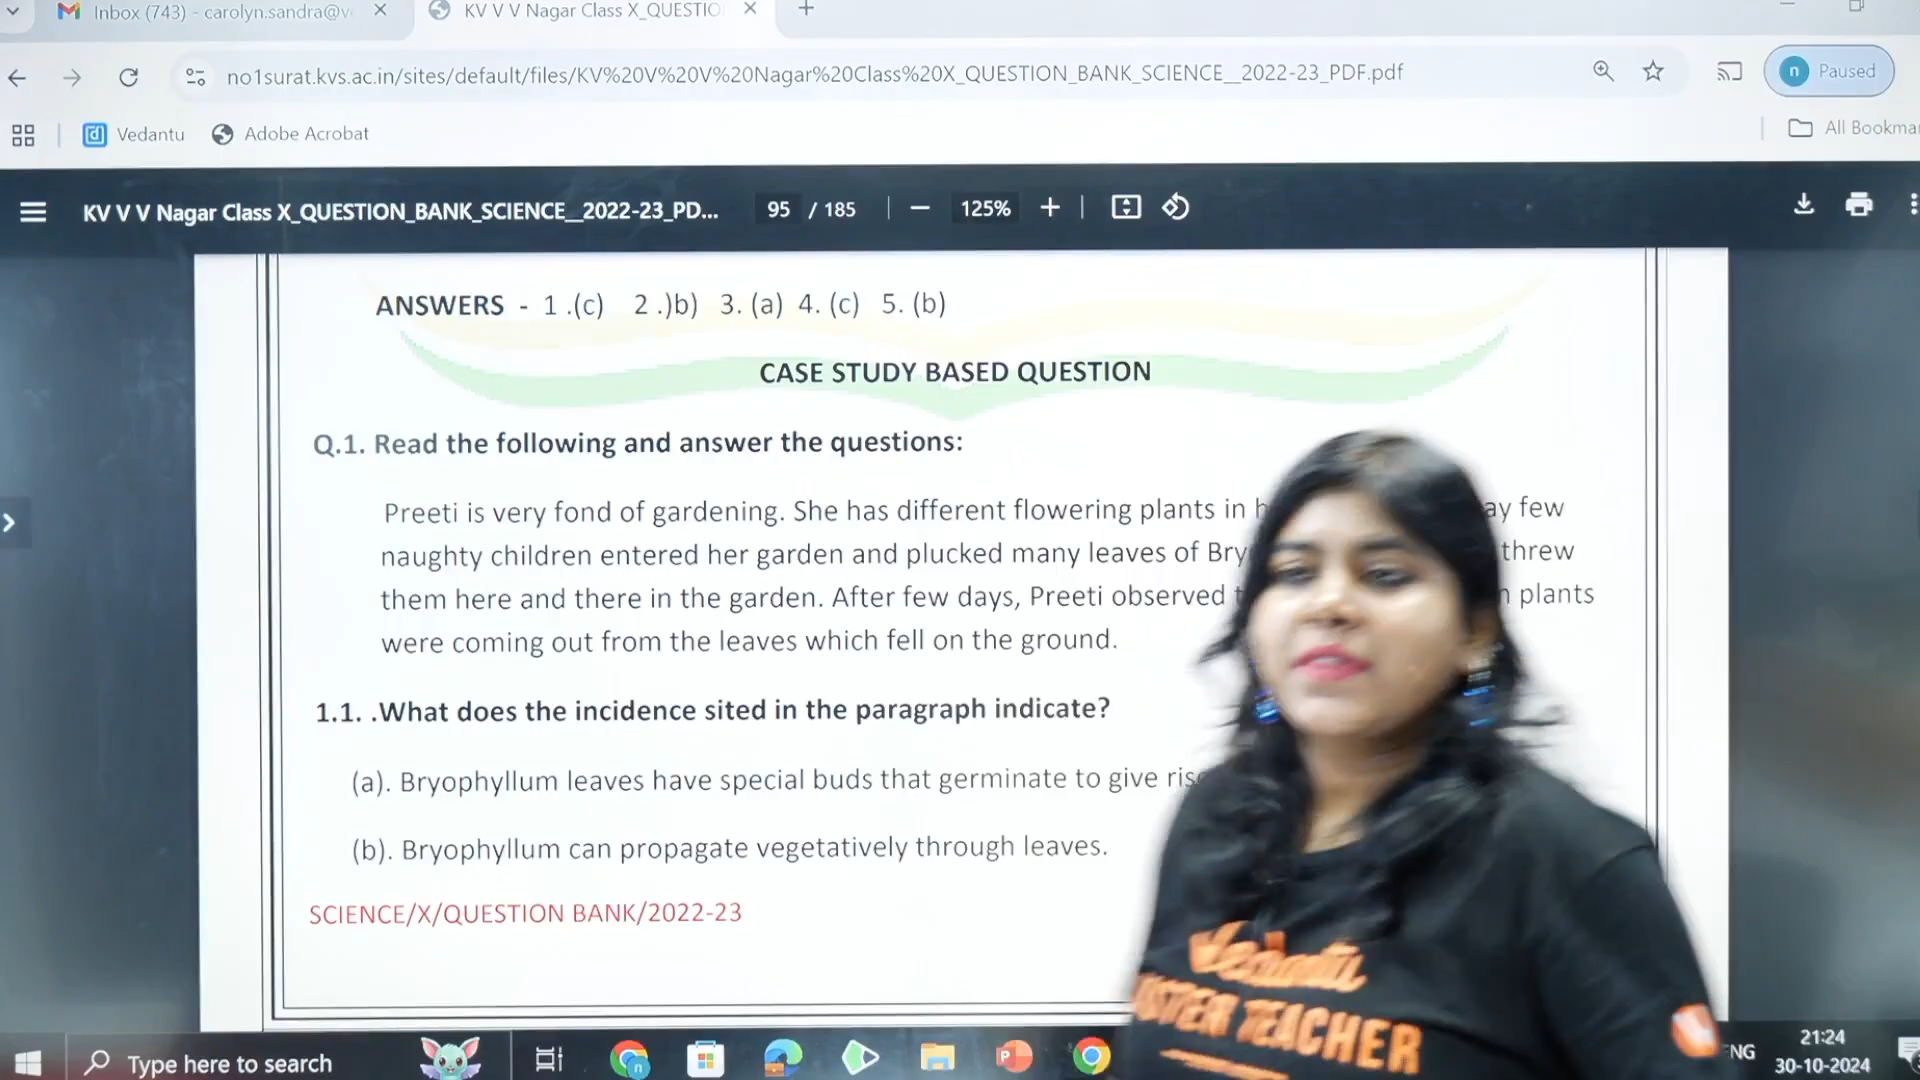 Inbox (743) - carolyn.sandra@v
KV V V Nagar Class X_QUESTIO
no1surat.kvs.ac.in/sites/default/files/KV%20V%20V%20Nagar%20Class%20X_QUESTION_BANK_SCIENCE__2022-23_PDF.pdf
n Paused
Vedantu Adobe Acrobat All Bookma
KV V V Nagar Class X_QUESTION_BANK_SCIENCE__2022-23_PD... 95 / 185 125%
ANSWERS - 1 .(c) 2 .)b) 3. (a) 4. (c) 5. (b)
CASE STUDY BASED QUESTION
Q.1. Read the following and answer the questions:
Preeti is very fond of gardening. She has different flowering plants in h ay few
naughty children entered her garden and plucked many leaves of Bry threw
them here and there in the garden. After few days, Preeti observed plants
were coming out from the leaves which fell on the ground.
1.1. .What does the incidence sited in the paragraph indicate?
(a). Bryophyllum leaves have special buds that germinate to give ris
(b). Bryophyllum can propagate vegetatively through leaves.
SCIENCE/X/QUESTION BANK/2022-23
Vedantu
MASTER TEACHER
Type here to search
NG
21:24
30-10-2024